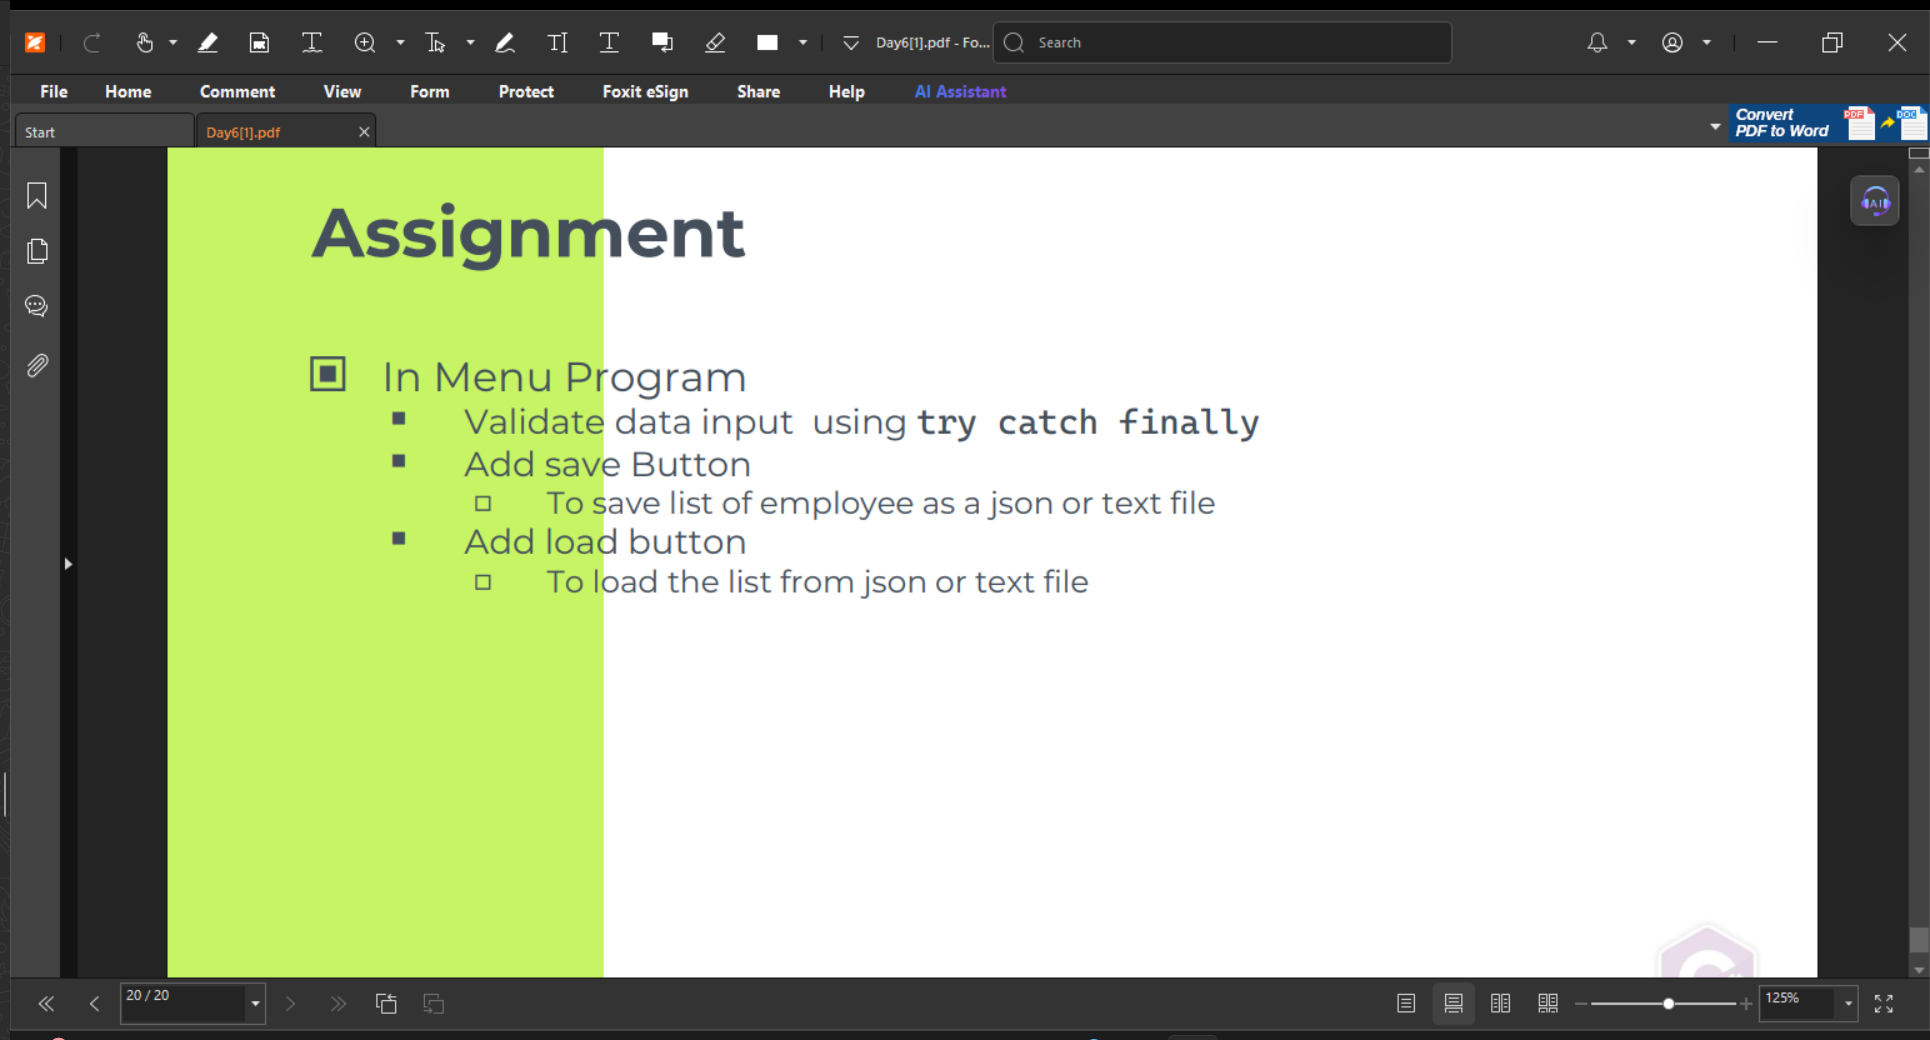 Day6[1].pdf - Fo...
Search
File Home Comment View Form Protect Foxit eSign Share Help AI Assistant
Start
Day6[1].pdf
Convert
PDF to Word
PDF
DOC
AI
Assignment
In Menu Program
Validate data input using try catch finally
Add save Button
To save list of employee as a json or text file
Add load button
To load the list from json or text file
20 / 20
125%